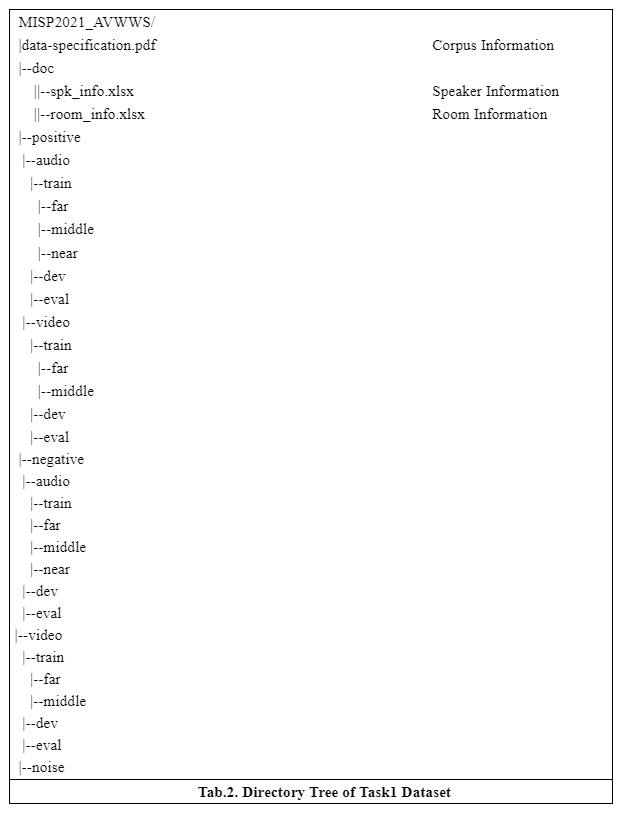 MISP2021_AVWWS/
|data-specification.pdf Corpus Information
|--doc
||--spk_info.xlsx Speaker Information
||--room_info.xlsx Room Information
|--positive
|--audio
|--train
|--far
|--middle
|--near
|--dev
|--eval
|--video
|--train
|--far
|--middle
|--dev
|--eval
|--negative
|--audio
|--train
|--far
|--middle
|--near
|--dev
|--eval
|--video
|--train
|--far
|--middle
|--dev
|--eval
|--noise
Tab.2. Directory Tree of Task1 Dataset